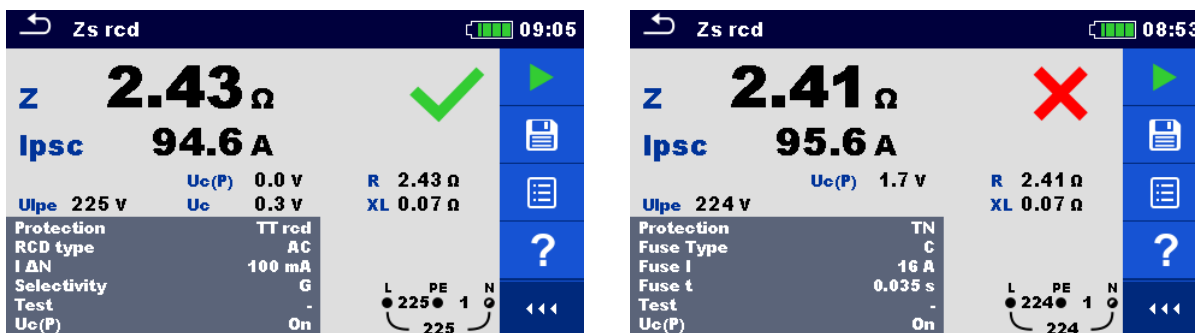 Zs rcd 09:05
Z 2.43 Ω
Ipsc 94.6 A
Uc(P) 0.0 V R 2.43 Ω
Ulpe 225 V Uc 0.3 V XL 0.07 Ω
Protection TT rcd
RCD type AC
I ΔN 100 mA
Selectivity G
Test -
Uc(P) On
?
L PE N
225 1
225
Zs rcd 08:53
Z 2.41 Ω
Ipsc 95.6 A
Uc(P) 1.7 V R 2.41 Ω
Ulpe 224 V XL 0.07 Ω
Protection TN
Fuse Type C
Fuse I 16 A
Fuse t 0.035 s
Test -
Uc(P) On
?
L PE N
224 1
224